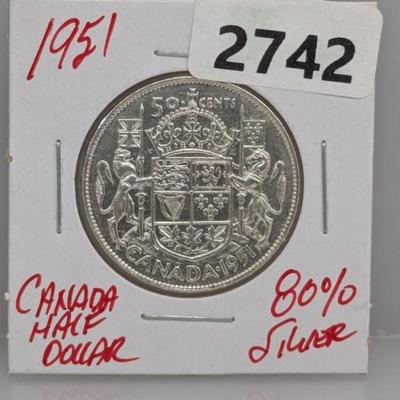 1951
2742
50 CENTS
CANADA 1951
CANADA
HALF
DOLLAR
80%
SILVER